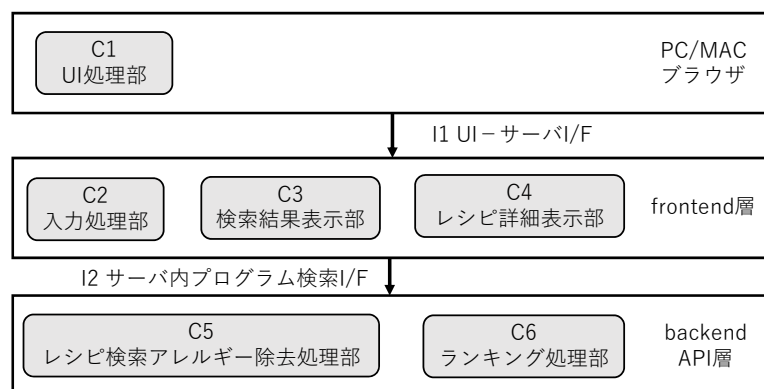 C1
UI処理部
PC/MAC
ブラウザ
I1 UI－サーバI/F
C2
入力処理部
C3
検索結果表示部
C4
レシピ詳細表示部
frontend層
I2 サーバ内プログラム検索I/F
C5
レシピ検索アレルギー除去処理部
C6
ランキング処理部
backend
API層